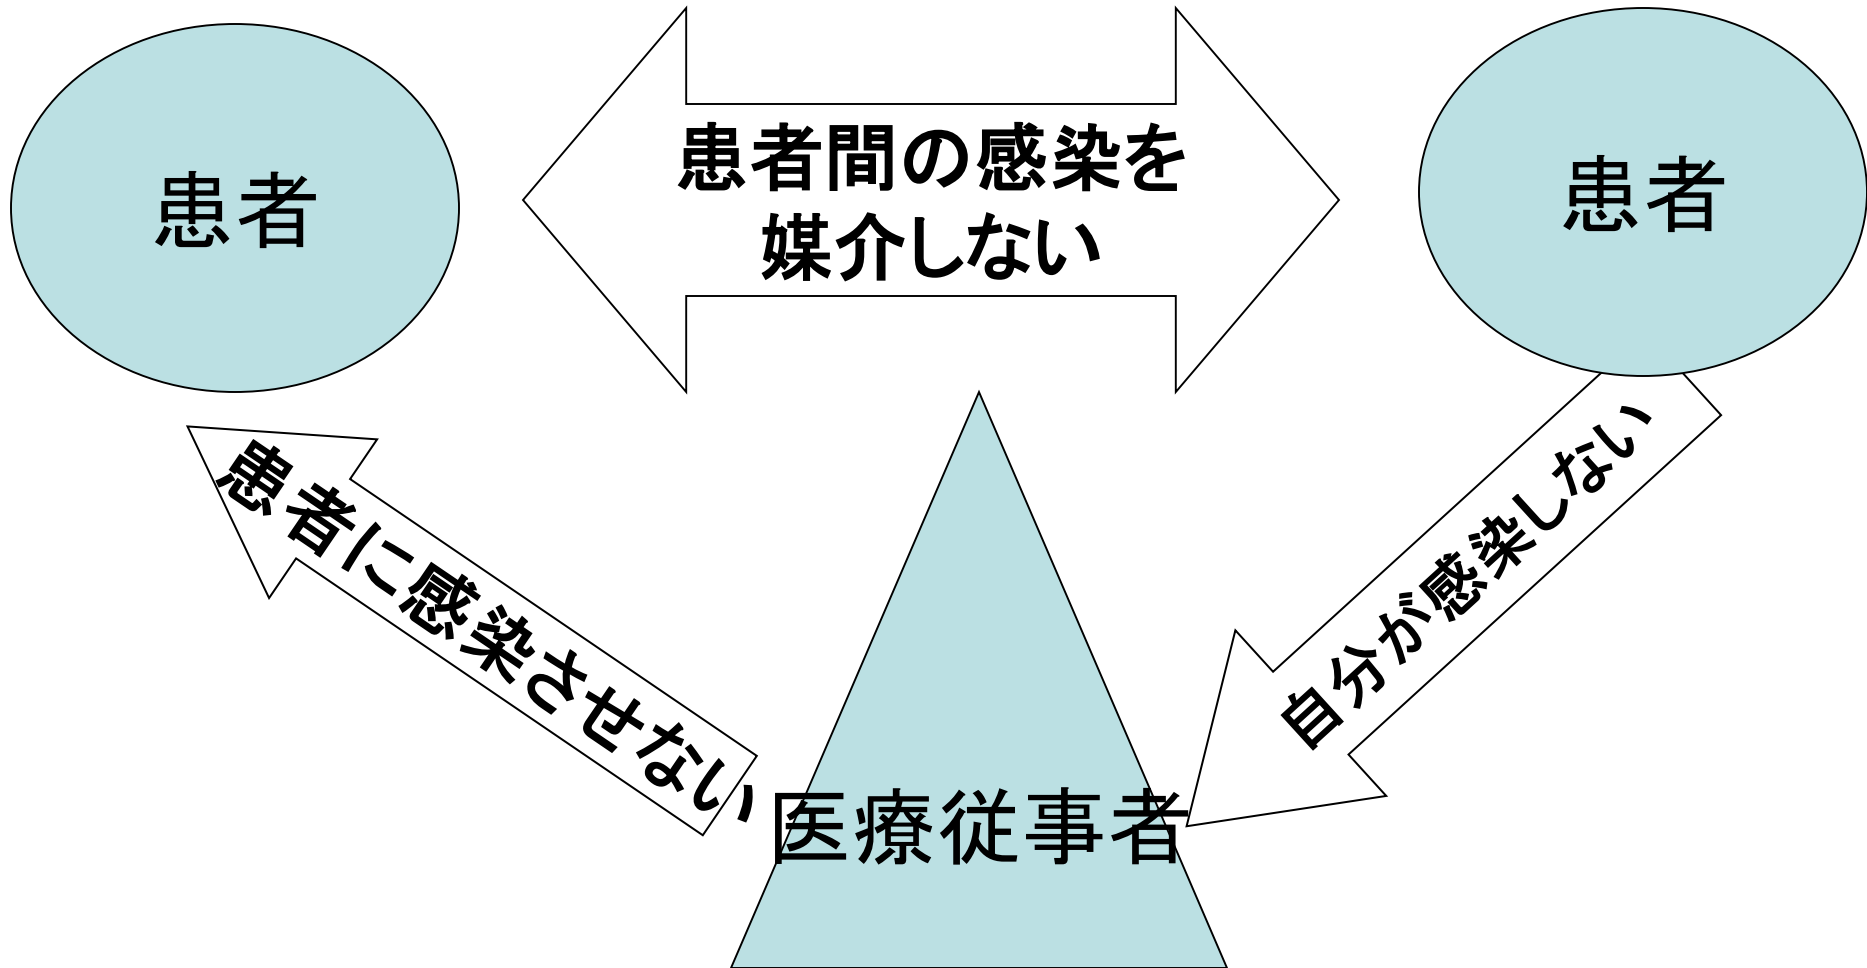 患者
患者間の感染を
媒介しない
患者
患者に感染させない
自分が感染しない
医療従事者